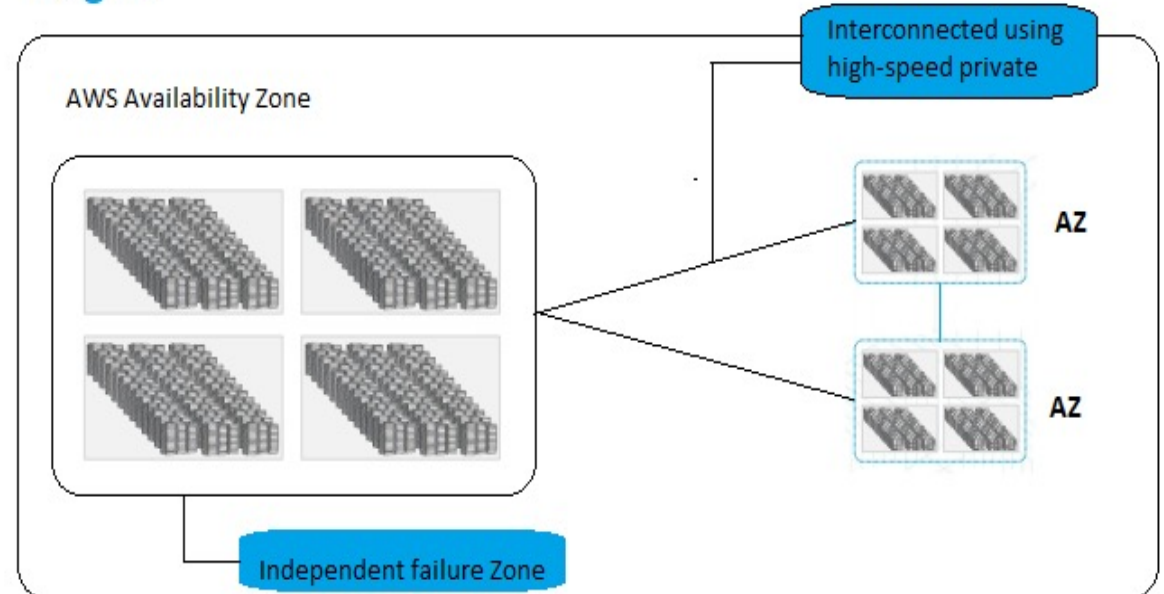 Interconnected using
high-speed private
AWS Availability Zone
AZ
AZ
Independent failure Zone